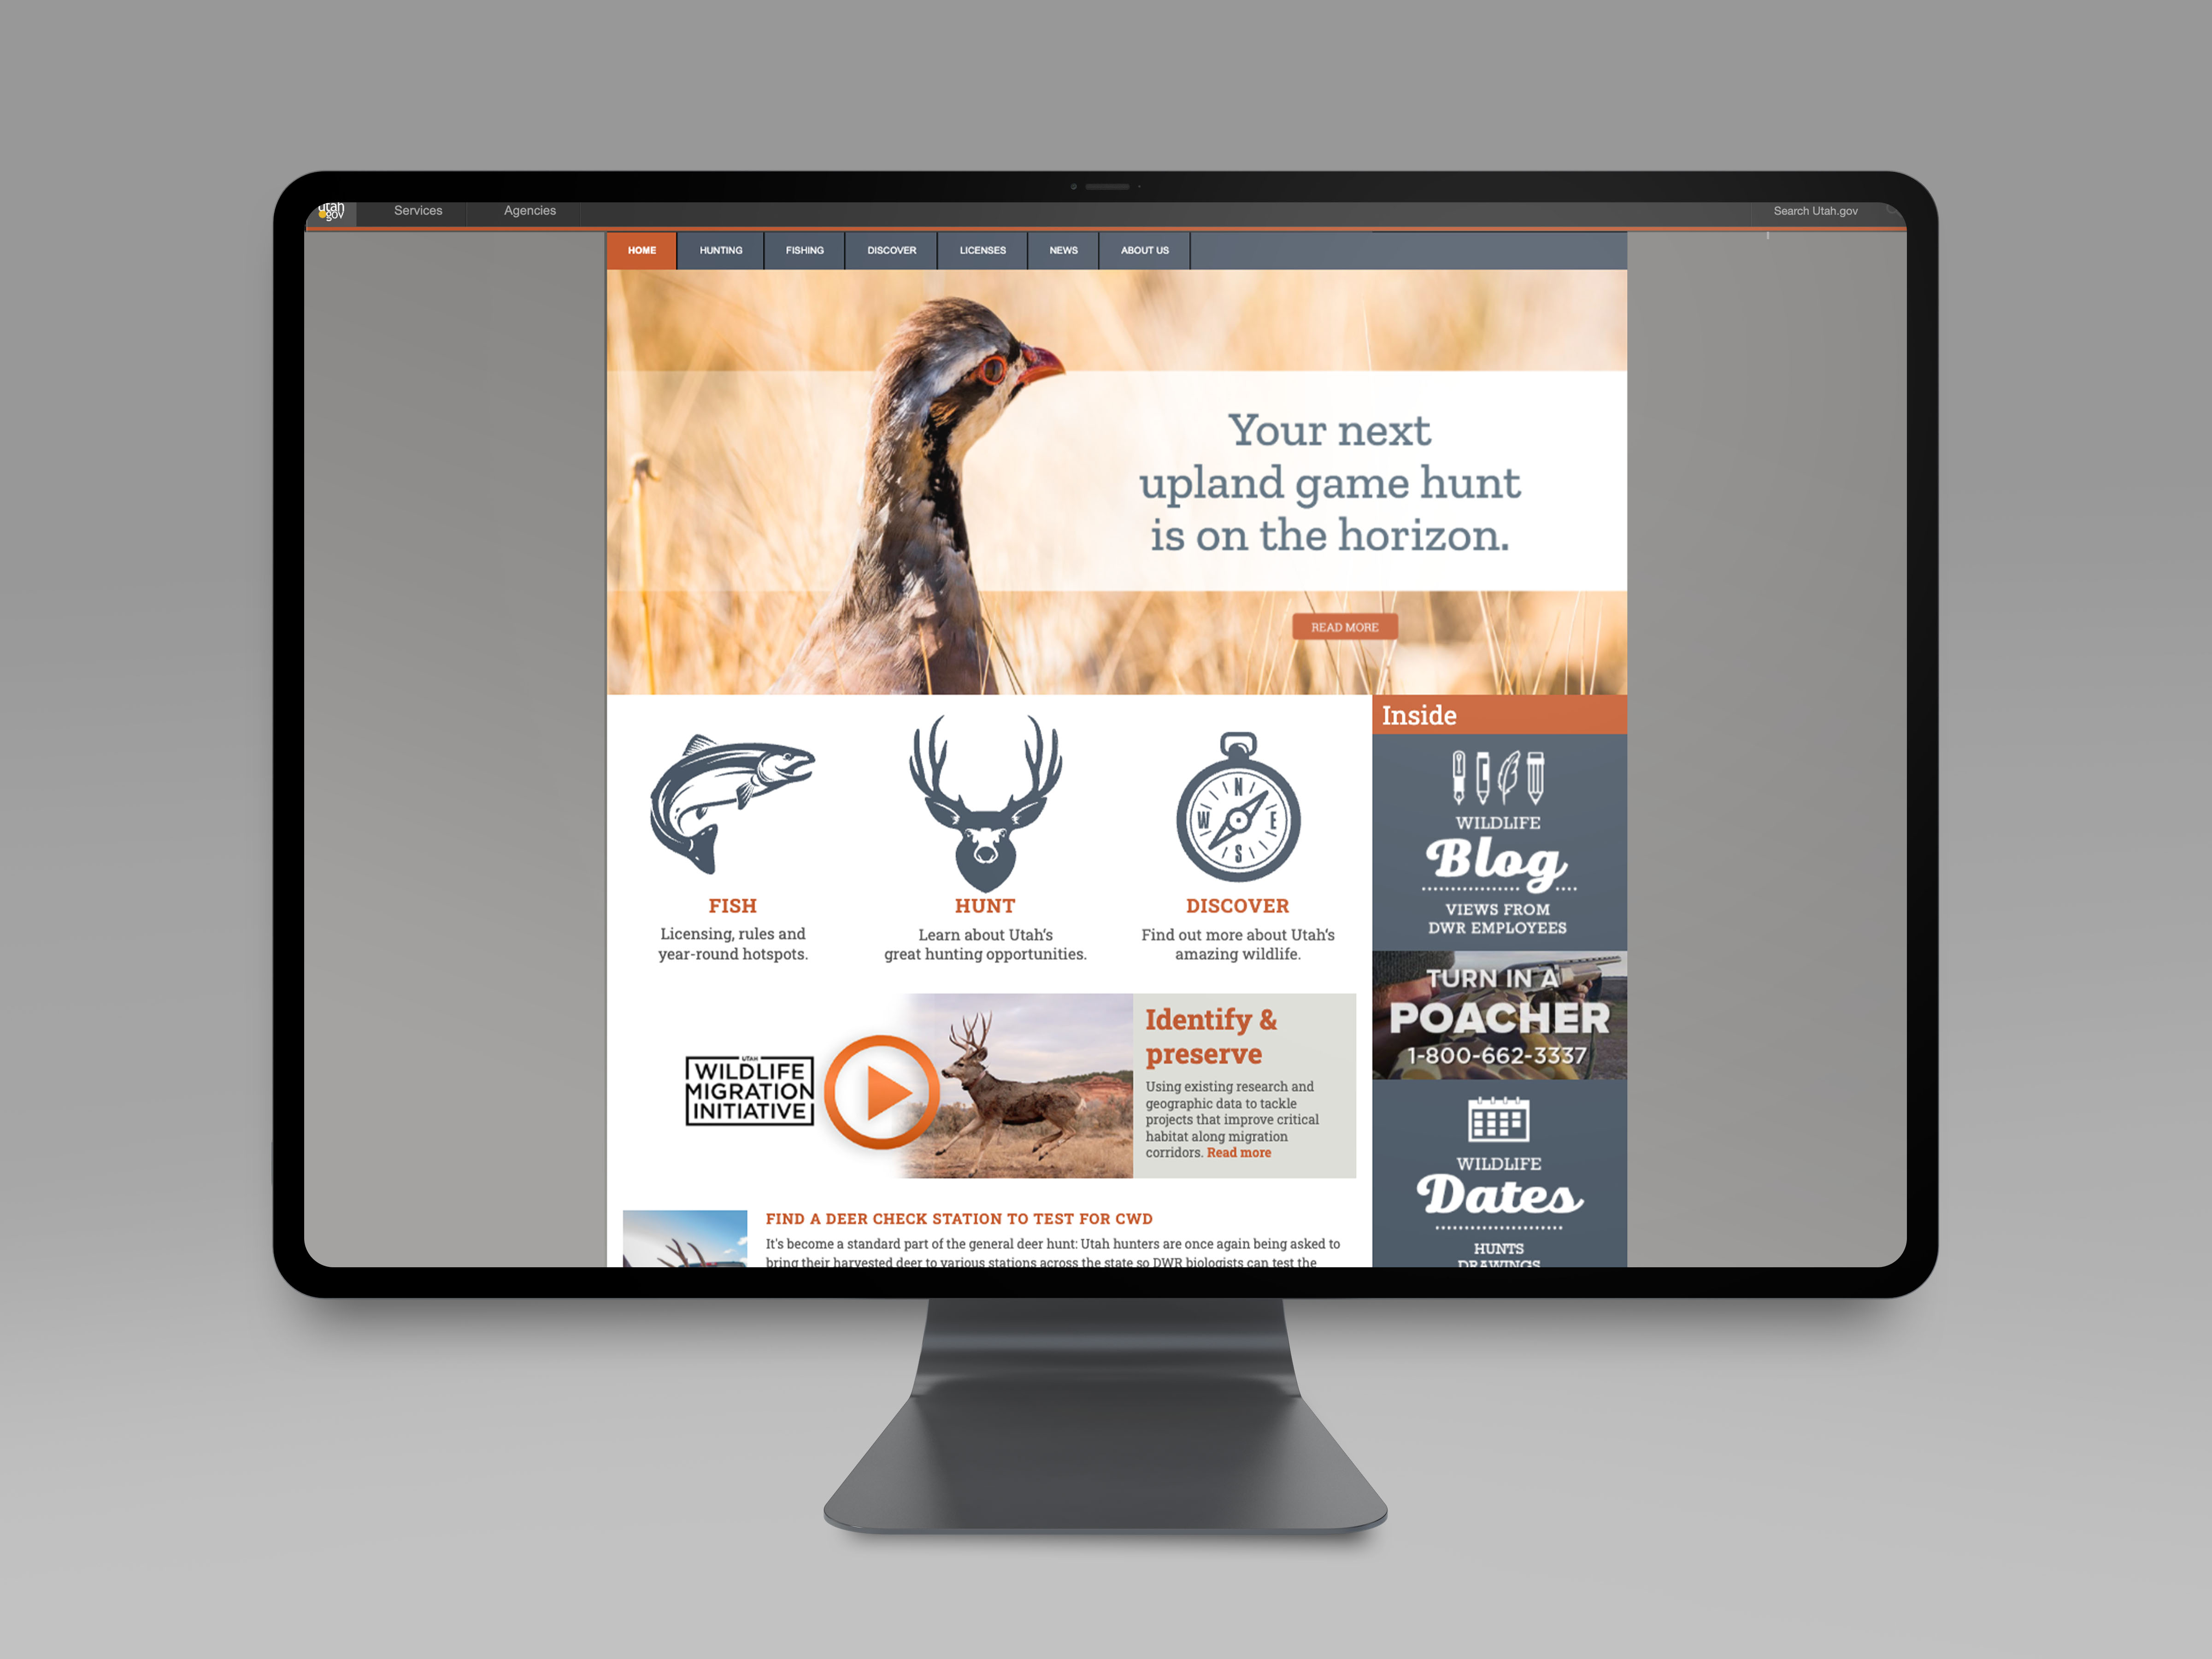 utah
gov
Services
Agencies
Search Utah.gov
HOME
HUNTING
FISHING
DISCOVER
LICENSES
NEWS
ABOUT US
Your next
upland game hunt
is on the horizon.
READ MORE
FISH
Licensing, rules and
year-round hotspots.
HUNT
Learn about Utah's
great hunting opportunities.
N
W
E
S
DISCOVER
Find out more about Utah's
amazing wildlife.
UTAH
WILDLIFE
MIGRATION
INITIATIVE
Identify &
preserve
Using existing research and
geographic data to tackle
projects that improve critical
habitat along migration
corridors. Read more
FIND A DEER CHECK STATION TO TEST FOR CWD
It's become a standard part of the general deer hunt: Utah hunters are once again being asked to
bring their harvested deer to various stations across the state so DWR biologists can test the
Inside
WILDLIFE
Blog
VIEWS FROM
DWR EMPLOYEES
TURN IN A
POACHER
1-800-662-3337
WILDLIFE
Dates
HUNTS
DRAWINGS